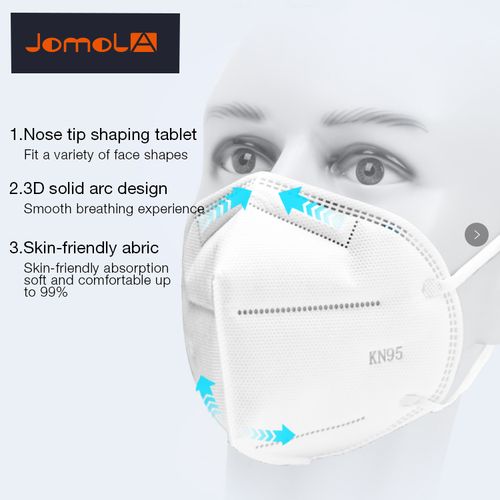 JomoLA
1.Nose tip shaping tablet
Fit a variety of face shapes
2.3D solid arc design
Smooth breathing experience
3.Skin-friendly abric
Skin-friendly absorption
soft and comfortable up
to 99%
KN95